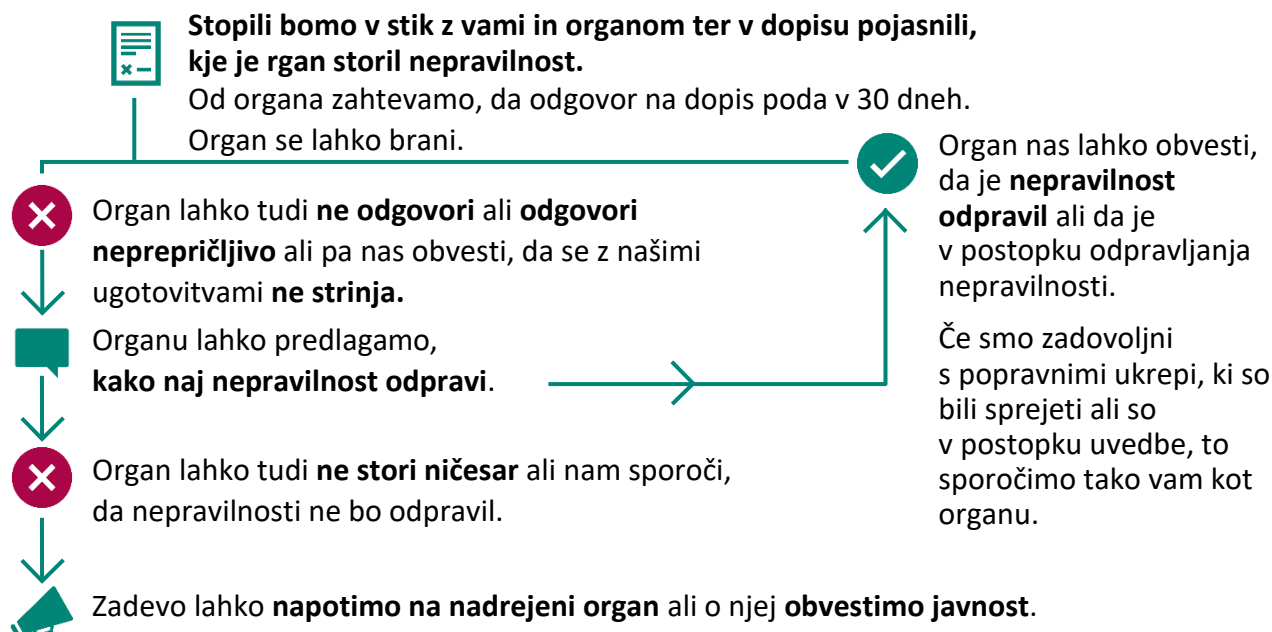 Stopili bomo v stik z vami in organom ter v dopisu pojasnili,
kje je rgan storil nepravilnost.
Od organa zahtevamo, da odgovor na dopis poda v 30 dneh.
Organ se lahko brani.
Organ nas lahko obvesti,
da je nepravilnost
odpravil ali da je
v postopku odpravljanja
nepravilnosti.
Če smo zadovoljni
s popravnimi ukrepi, ki so
bili sprejeti ali so
v postopku uvedbe, to
sporočimo tako vam kot
organu.
Organ lahko tudi ne odgovori ali odgovori
neprepričljivo ali pa nas obvesti, da se z našimi
ugotovitvami ne strinja.
Organu lahko predlagamo,
kako naj nepravilnost odpravi.
Organ lahko tudi ne stori ničesar ali nam sporoči,
da nepravilnosti ne bo odpravil.
Zadevo lahko napotimo na nadrejeni organ ali o njej obvestimo javnost.